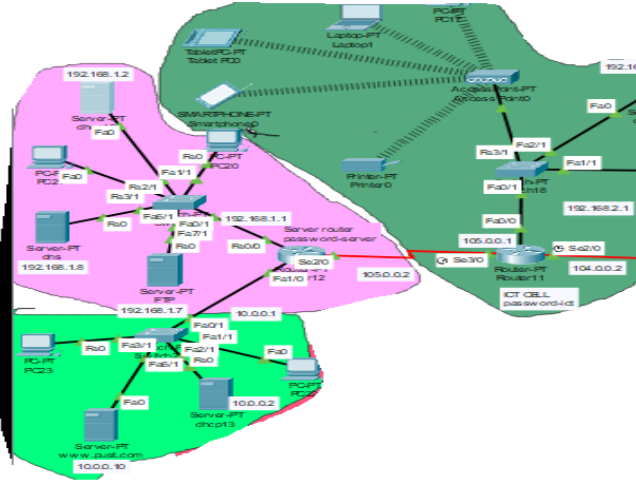 PC-PT
Laptop-PT
Laptop1
TabletPC-PT
Tablet PC0
192.168.1.2
Server-PT
Fa0
SMARTPHONE-PT
Smartphone0
AccessPoint-PT
Access Point0
Fa0
Fa3/1
Fa2/1
Fa1/1
Printer-PT
Printer0
Fa0/1
192.168.2.1
Fa0
PC-PT
PC20
Fa0
Fa1/1
Fa2/1
Fa3/1
Fa6/1
Fa0/1
Fa7/1
192.168.1.1
Fa0
Server-PT
dns
192.168.1.8
Fa0
Fa0/0
Server router
password-server
Server-PT
FTP
Se2/0
Fa1/0
105.0.0.2
Fa0/0
105.0.0.1
Se3/0
Se2/0
Router-PT
Router11
104.0.0.2
ICT CELL
password-ict
192.168.1.7
10.0.0.1
Fa0/1
Fa1/1
Fa3/1
Fa2/1
Fa6/1
Fa0
Fa0
PC-PT
PC23
Fa0
PC-PT
Fa0
Server-PT
dhcp13
10.0.0.2
Server-PT
www.pust.com
10.0.0.10